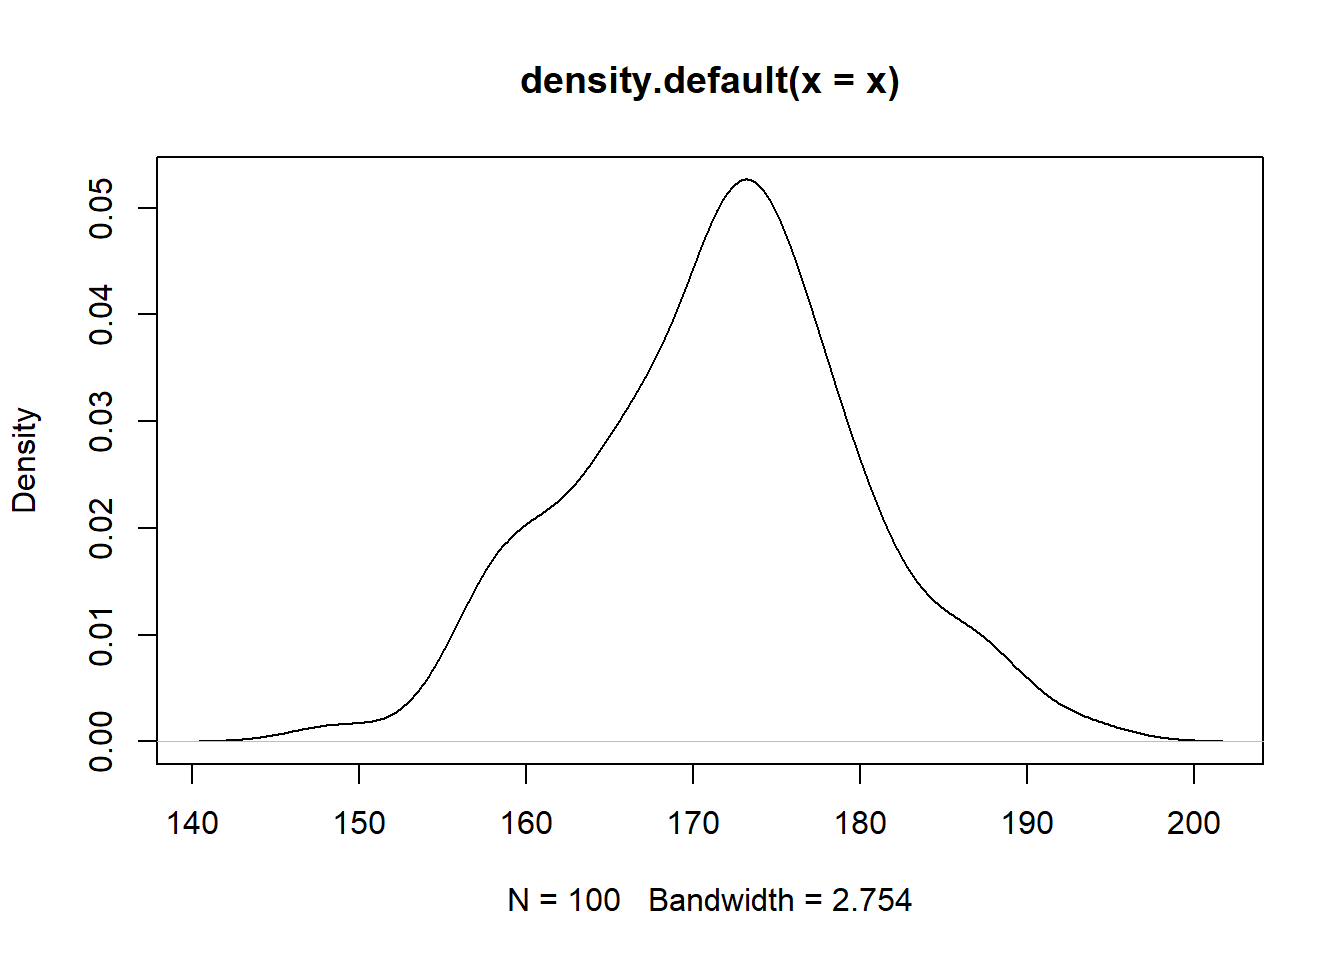 density.default(x = x)
Density
0.00 0.01 0.02 0.03 0.04 0.05
140 150 160 170 180 190 200
N = 100 Bandwidth = 2.754